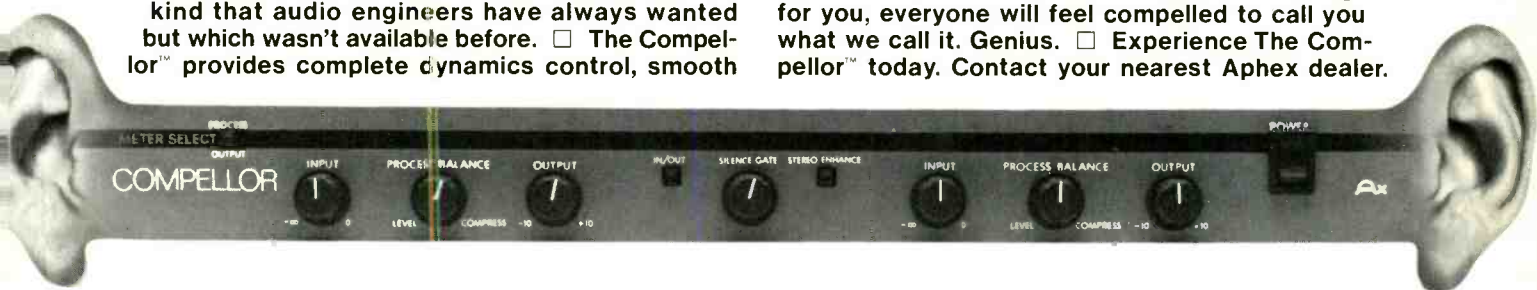 kind that audio engineers have always wanted
but which wasn't available before. □ The Compel-
lor™ provides complete dynamics control, smooth
for you, everyone will feel compelled to call you
what we call it. Genius. □ Experience The Com-
pellor™ today. Contact your nearest Aphex dealer.
PROCESS
METER SELECT
OUTPUT
COMPELLOR
INPUT
-∞ 0
PROCESS BALANCE
LEVEL COMPRESS
OUTPUT
-10 +10
IN/OUT
SILENCE GATE
STEREO ENHANCE
INPUT
-∞ 0
PROCESS BALANCE
LEVEL COMPRESS
OUTPUT
-10 +10
POWER
Ax